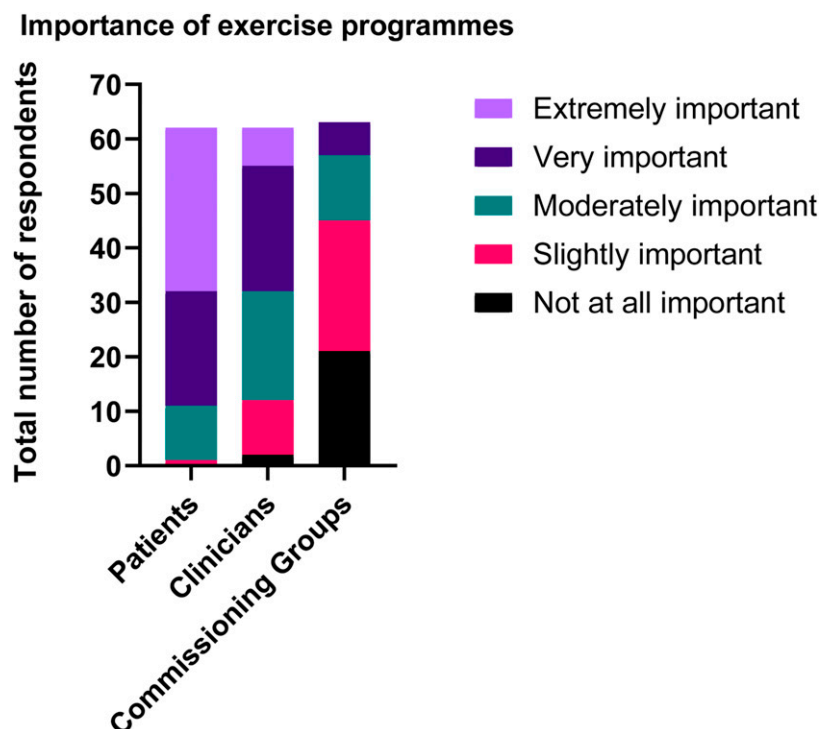 Importance of exercise programmes
Total number of respondents
70
60
50
40
30
20
10
0
Patients
Clinicians
Commissioning Groups
Extremely important
Very important
Moderately important
Slightly important
Not at all important